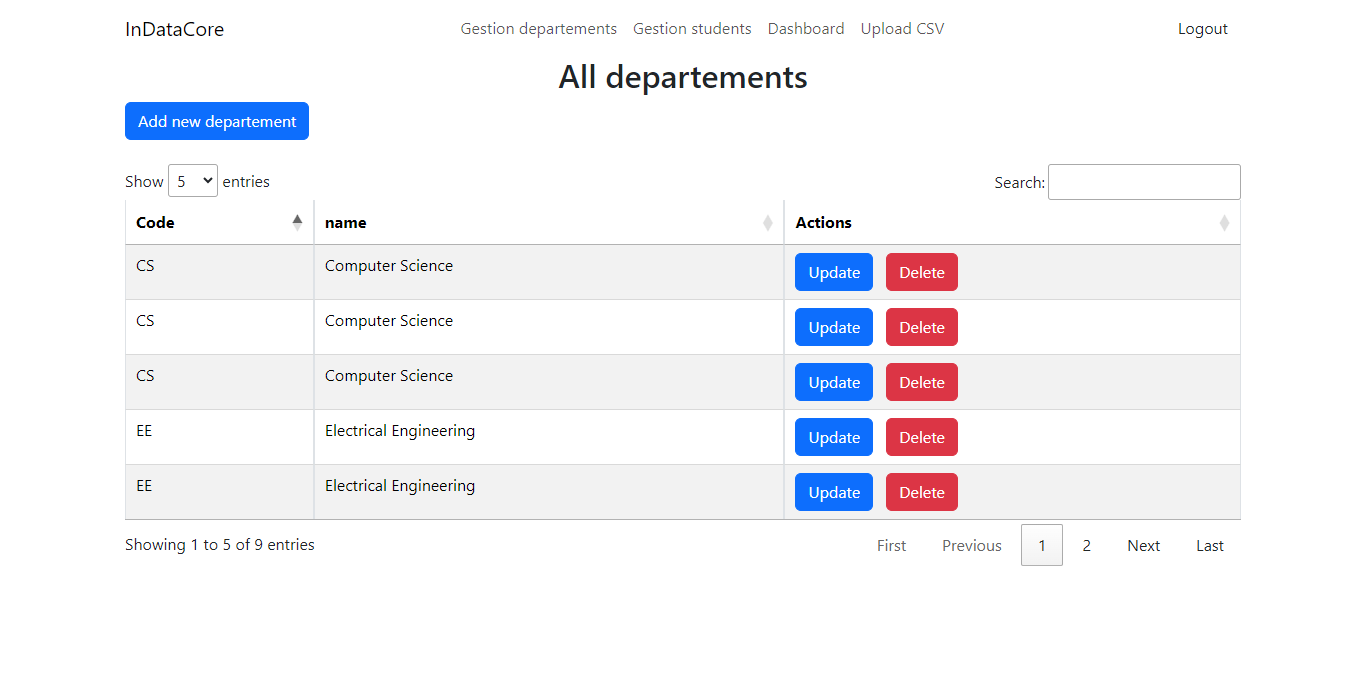 InDataCore Gestion departements Gestion students Dashboard Upload CSV Logout
All departements
Add new departement
Show 5 entries Search:
Code name Actions
CS Computer Science Update Delete
CS Computer Science Update Delete
CS Computer Science Update Delete
EE Electrical Engineering Update Delete
EE Electrical Engineering Update Delete
Showing 1 to 5 of 9 entries First Previous 1 2 Next Last